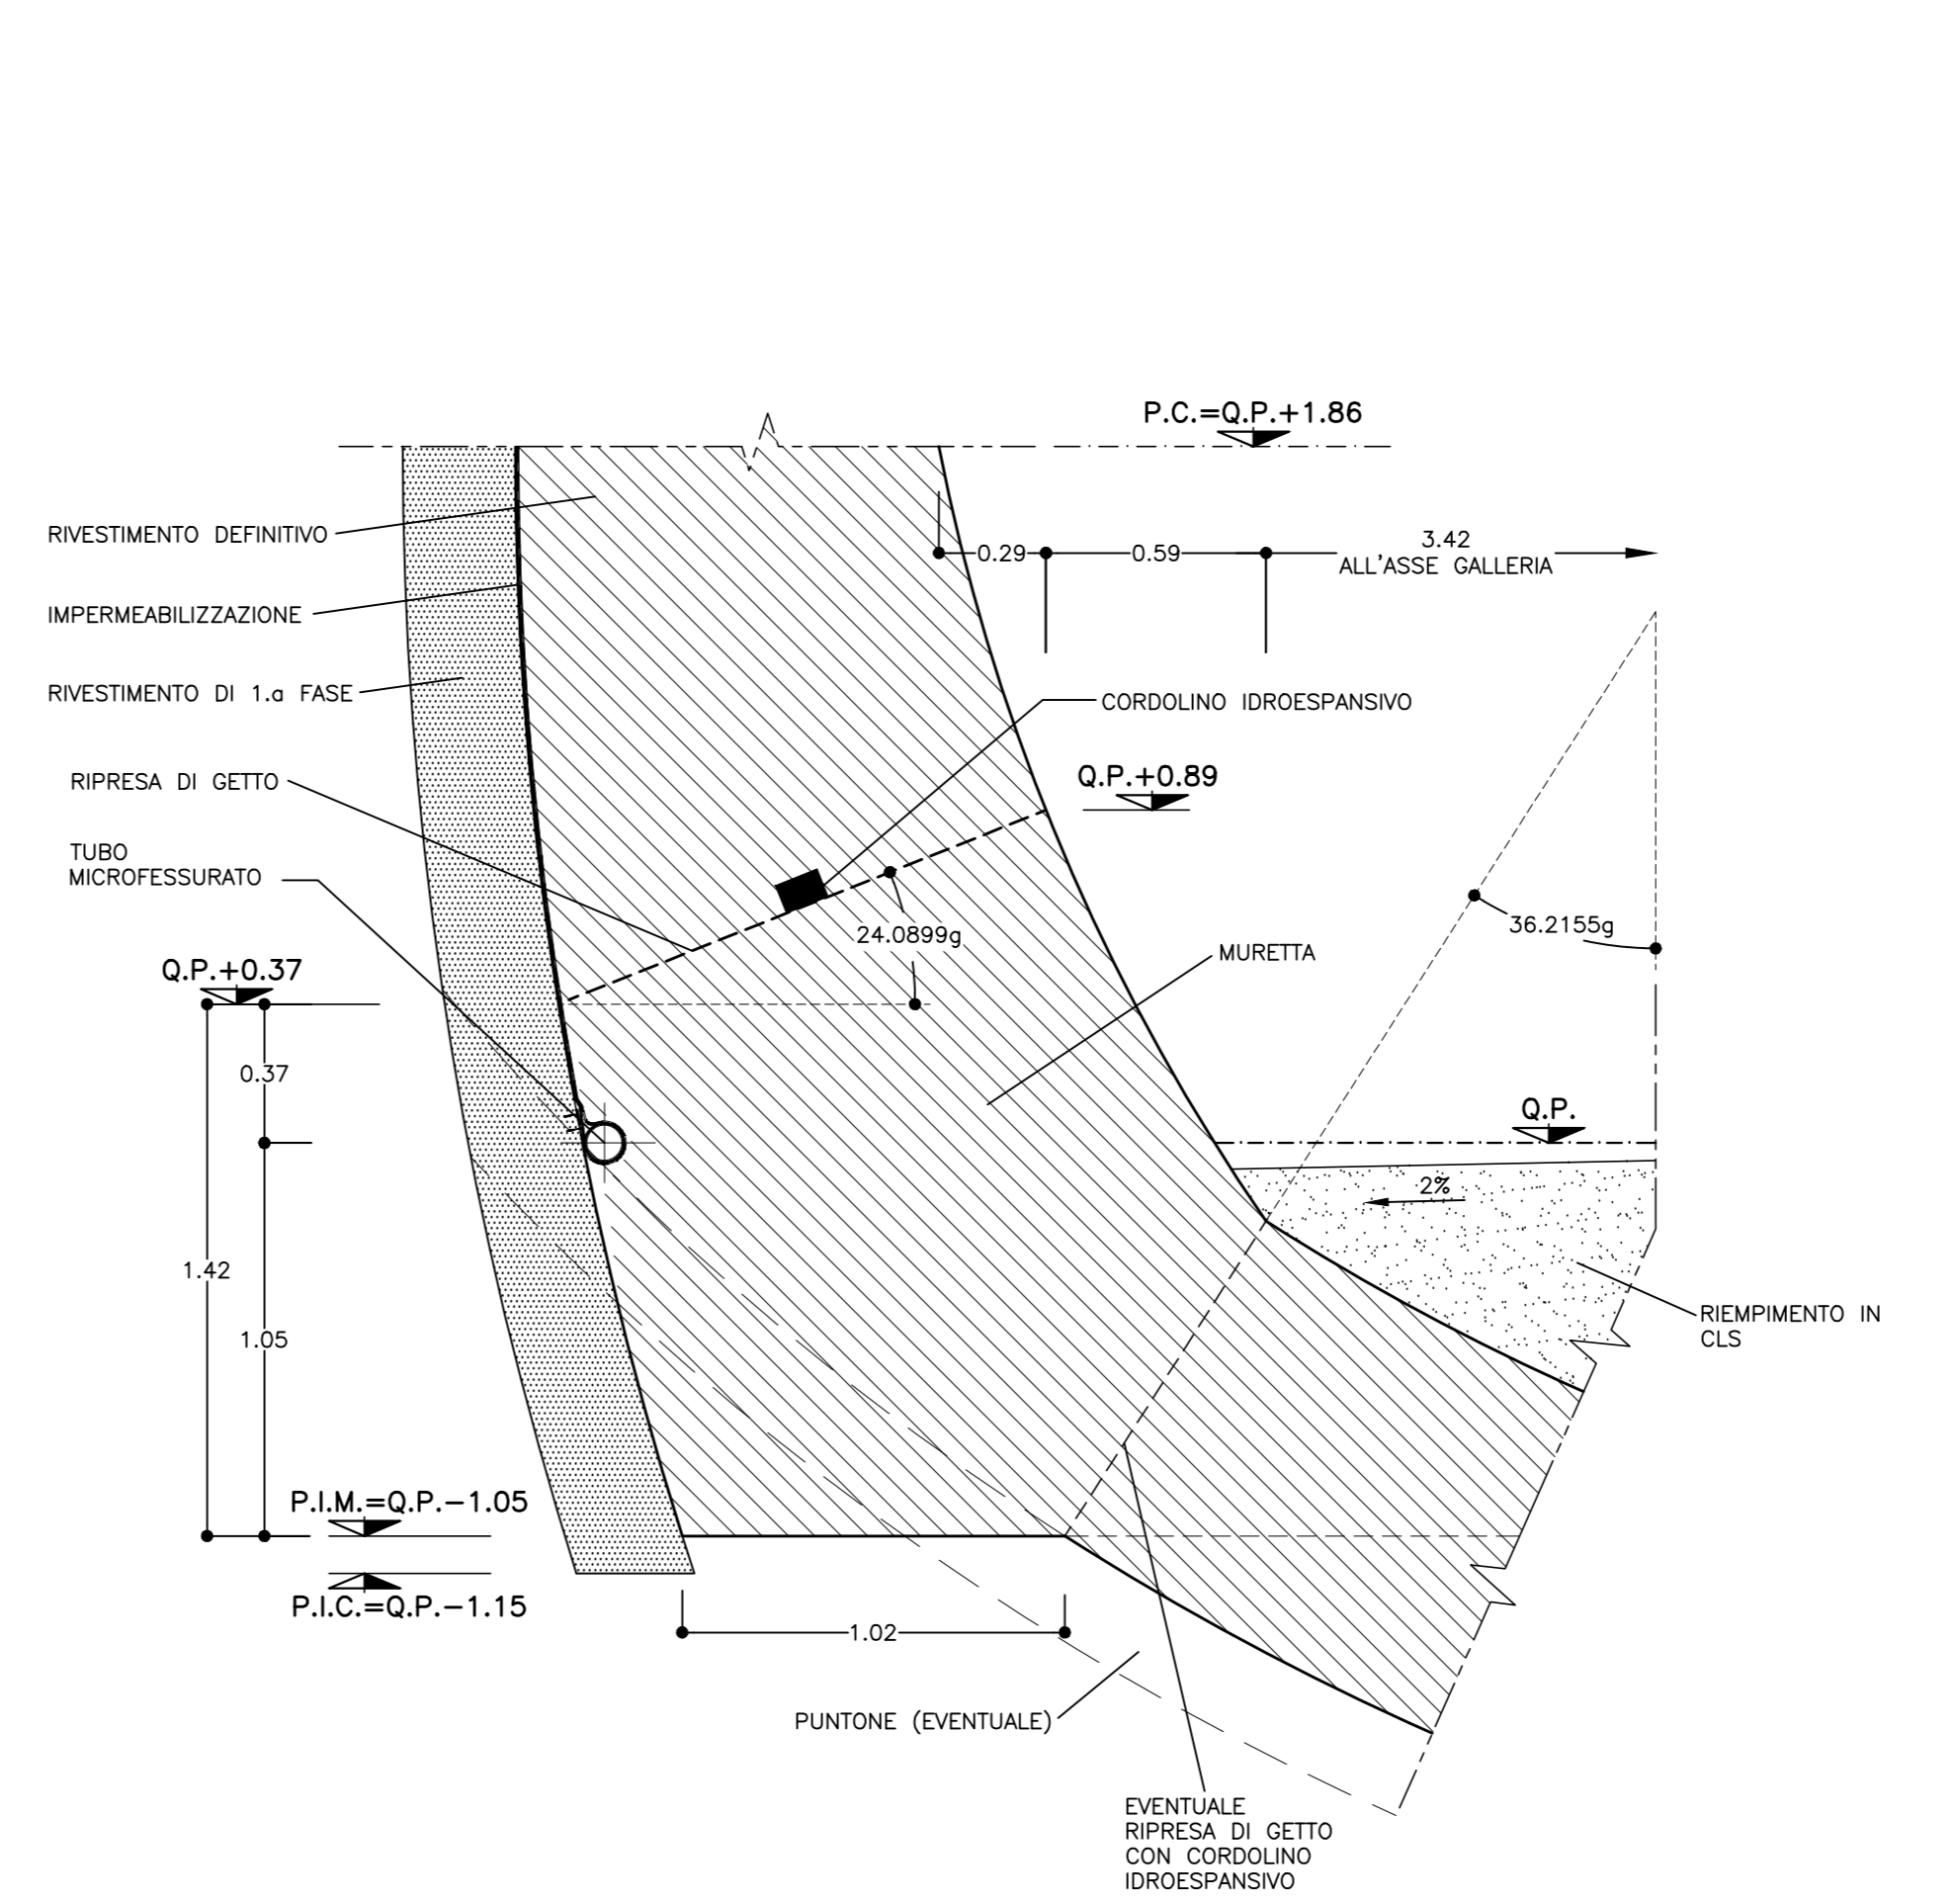 P.C.=Q.P.+1.86
RIVESTIMENTO DEFINITIVO
0.29
0.59
3.42
ALL'ASSE GALLERIA
IMPERMEABILIZZAZIONE
RIVESTIMENTO DI 1.a FASE
CORDOLINO IDROESPANSIVO
RIPRESA DI GETTO
Q.P.+0.89
TUBO
MICROFESSURATO
24.0899g
36.2155g
MURETTA
Q.P.+0.37
0.37
Q.P.
2%
1.42
1.05
RIEMPIMENTO IN
CLS
P.I.M.=Q.P.-1.05
P.I.C.=Q.P.-1.15
1.02
PUNTONE (EVENTUALE)
EVENTUALE
RIPRESA DI GETTO
CON CORDOLINO
IDROESPANSIVO